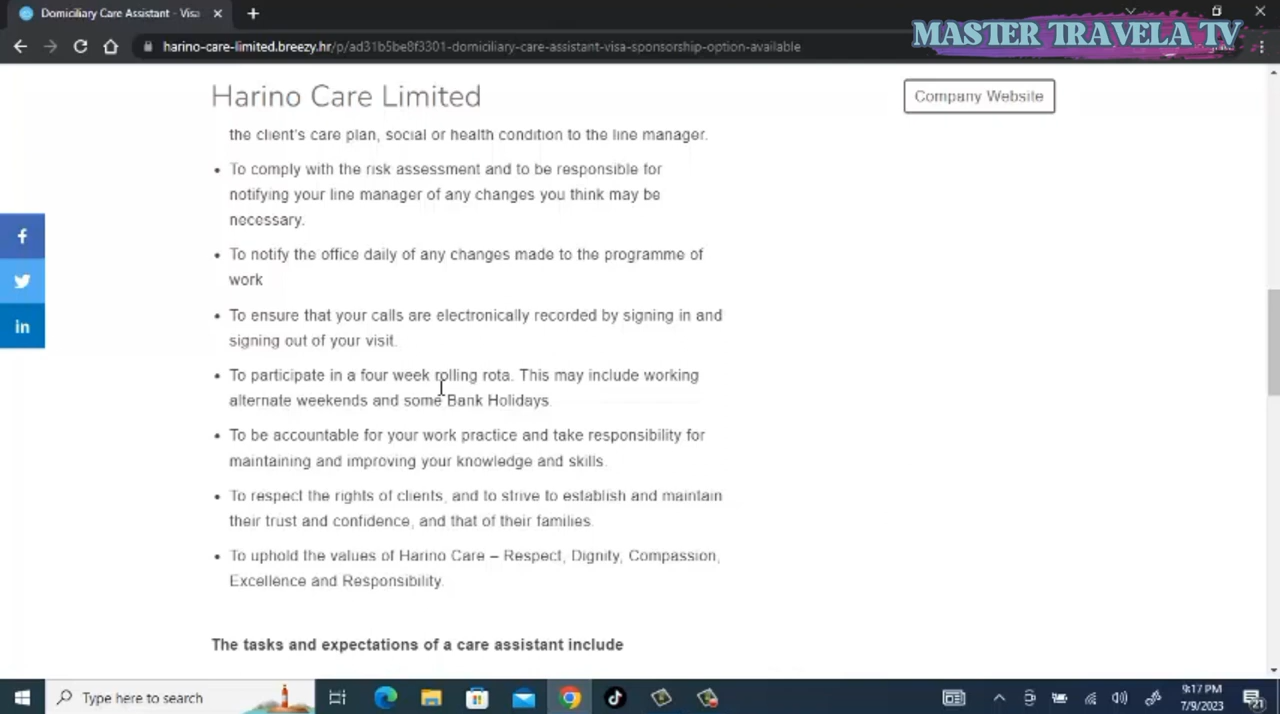 Domiciliary Care Assistant - Visa
MASTER TRAVELA TV
harino-care-limited.breezy.hr/p/ad31b5be8f3301-domiciliary-care-assistant-visa-sponsorship-option-available
Harino Care Limited
Company Website
the client's care plan, social or health condition to the line manager.
• To comply with the risk assessment and to be responsible for
notifying your line manager of any changes you think may be
necessary.
• To notify the office daily of any changes made to the programme of
work
• To ensure that your calls are electronically recorded by signing in and
signing out of your visit.
• To participate in a four week rolling rota. This may include working
alternate weekends and some Bank Holidays.
• To be accountable for your work practice and take responsibility for
maintaining and improving your knowledge and skills.
• To respect the rights of clients, and to strive to establish and maintain
their trust and confidence, and that of their families.
• To uphold the values of Harino Care – Respect, Dignity, Compassion,
Excellence and Responsibility.
The tasks and expectations of a care assistant include
Type here to search
9:17 PM
7/9/2023
21